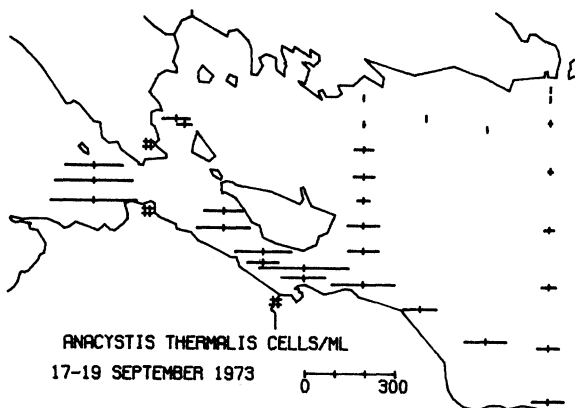 ANACYSTIS THERMALIS CELLS/ML
17-19 SEPTEMBER 1973
0 300